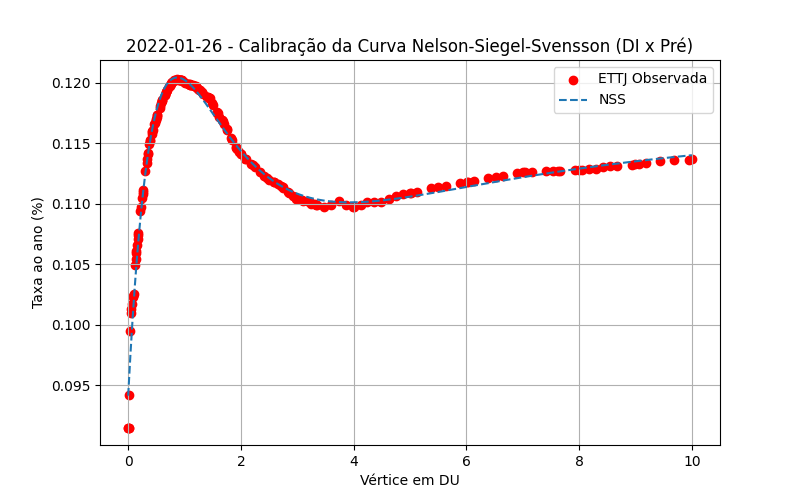 2022-01-26 - Calibração da Curva Nelson-Siegel-Svensson (DI x Pré)
ETTJ Observada
NSS
Taxa ao ano (%)
0.120
0.115
0.110
0.105
0.100
0.095
0 2 4 6 8 10
Vértice em DU